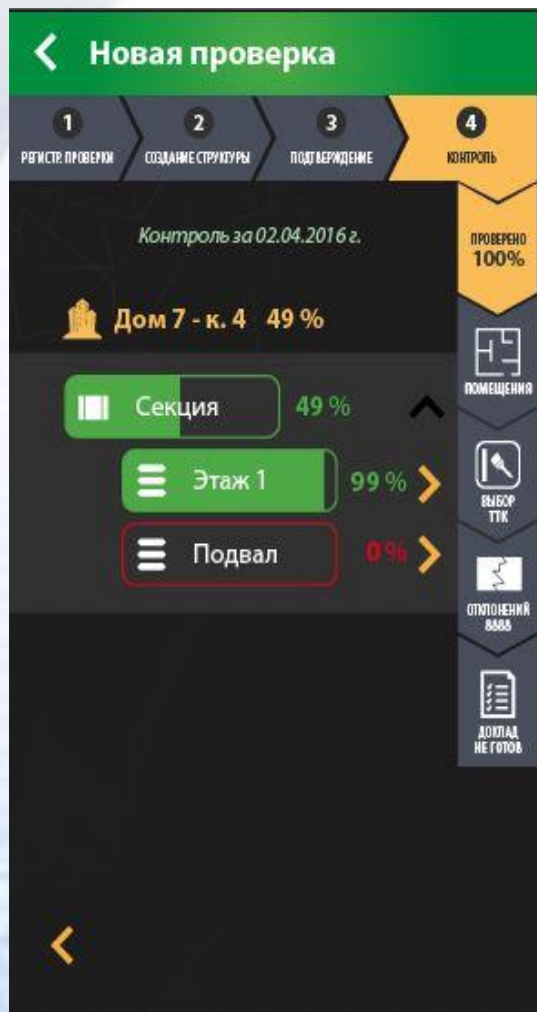 Новая проверка
1
РЕГИСТР. ПРОВЕРКИ
2
СОЗДАНИЕ СТРУКТУРЫ
3
ПОДТВЕРЖДЕНИЕ
4
КОНТРОЛЬ
Контроль за 02.04.2016 г.
ПРОВЕРЕНО
100%
Дом 7 - к. 4 49 %
ПОМЕЩЕНИЯ
Секция 49 %
Этаж 1 99 %
ВЫБОР
ТТК
Подвал 0 %
ОТКЛОНЕНИЙ
8888
ДОКЛАД
НЕ ГОТОВ